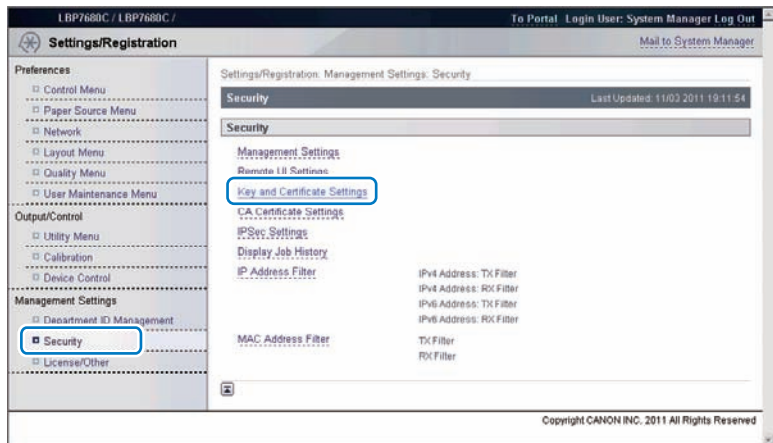 LBP7680C / LBP7680C /
To Portal Login User: System Manager Log Out
Settings/Registration
Mail to System Manager
Preferences
Control Menu
Paper Source Menu
Network
Layout Menu
Quality Menu
User Maintenance Menu
Output/Control
Utility Menu
Calibration
Device Control
Management Settings
Department ID Management
Security
License/Other
Settings/Registration: Management Settings: Security
Security
Last Updated: 11/03 2011 19:11:54
Security
Management Settings
Remote UI Settings
Key and Certificate Settings
CA Certificate Settings
IPSec Settings
Display Job History
IP Address Filter
IPv4 Address: TX Filter
IPv4 Address: RX Filter
IPv6 Address: TX Filter
IPv6 Address: RX Filter
MAC Address Filter
TX Filter
RX Filter
Copyright CANON INC. 2011 All Rights Reserved